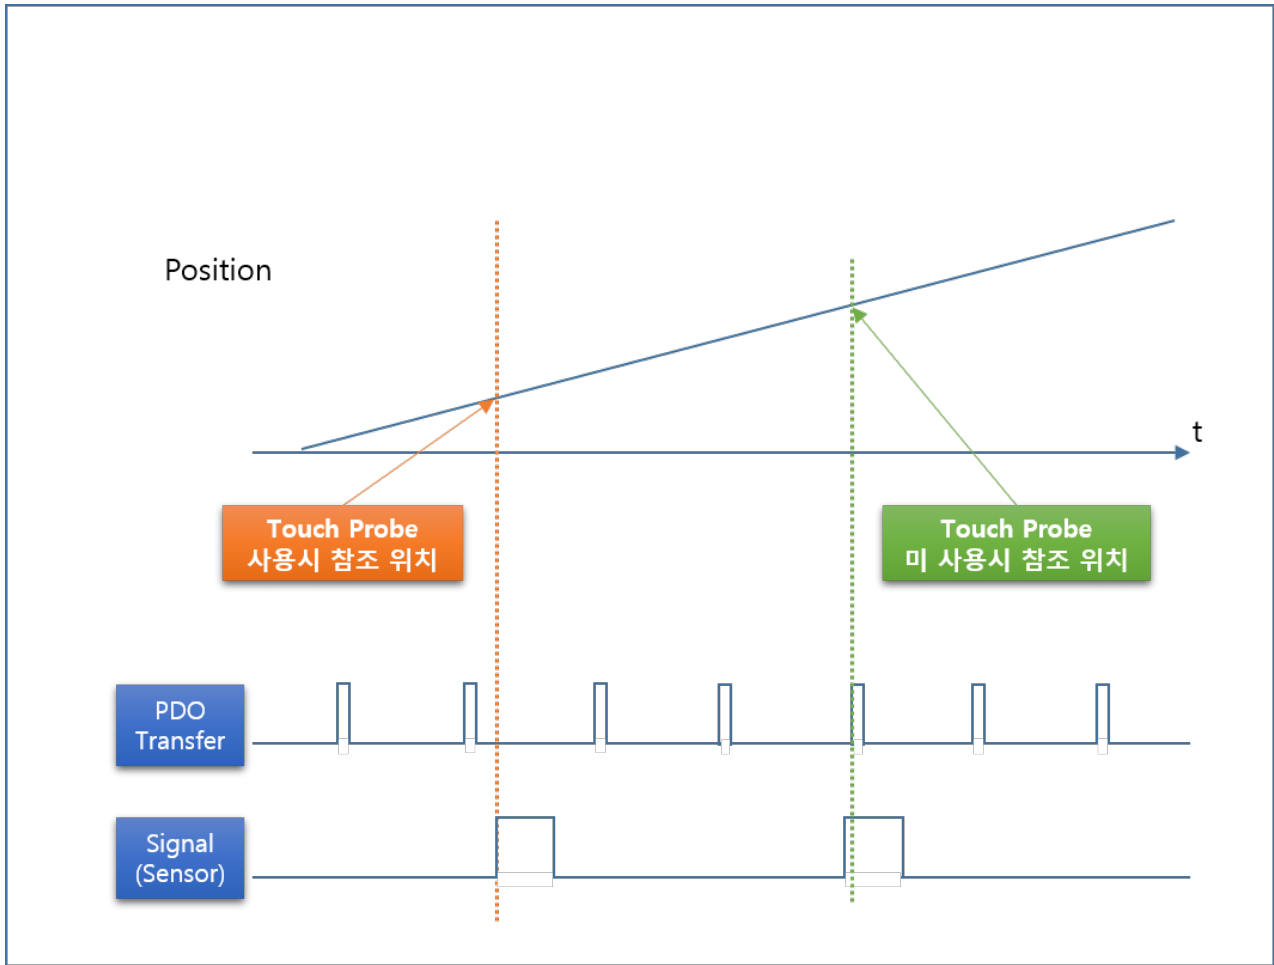 Position
t
Touch Probe
사용시 참조 위치
Touch Probe
미 사용시 참조 위치
PDO
Transfer
Signal
(Sensor)